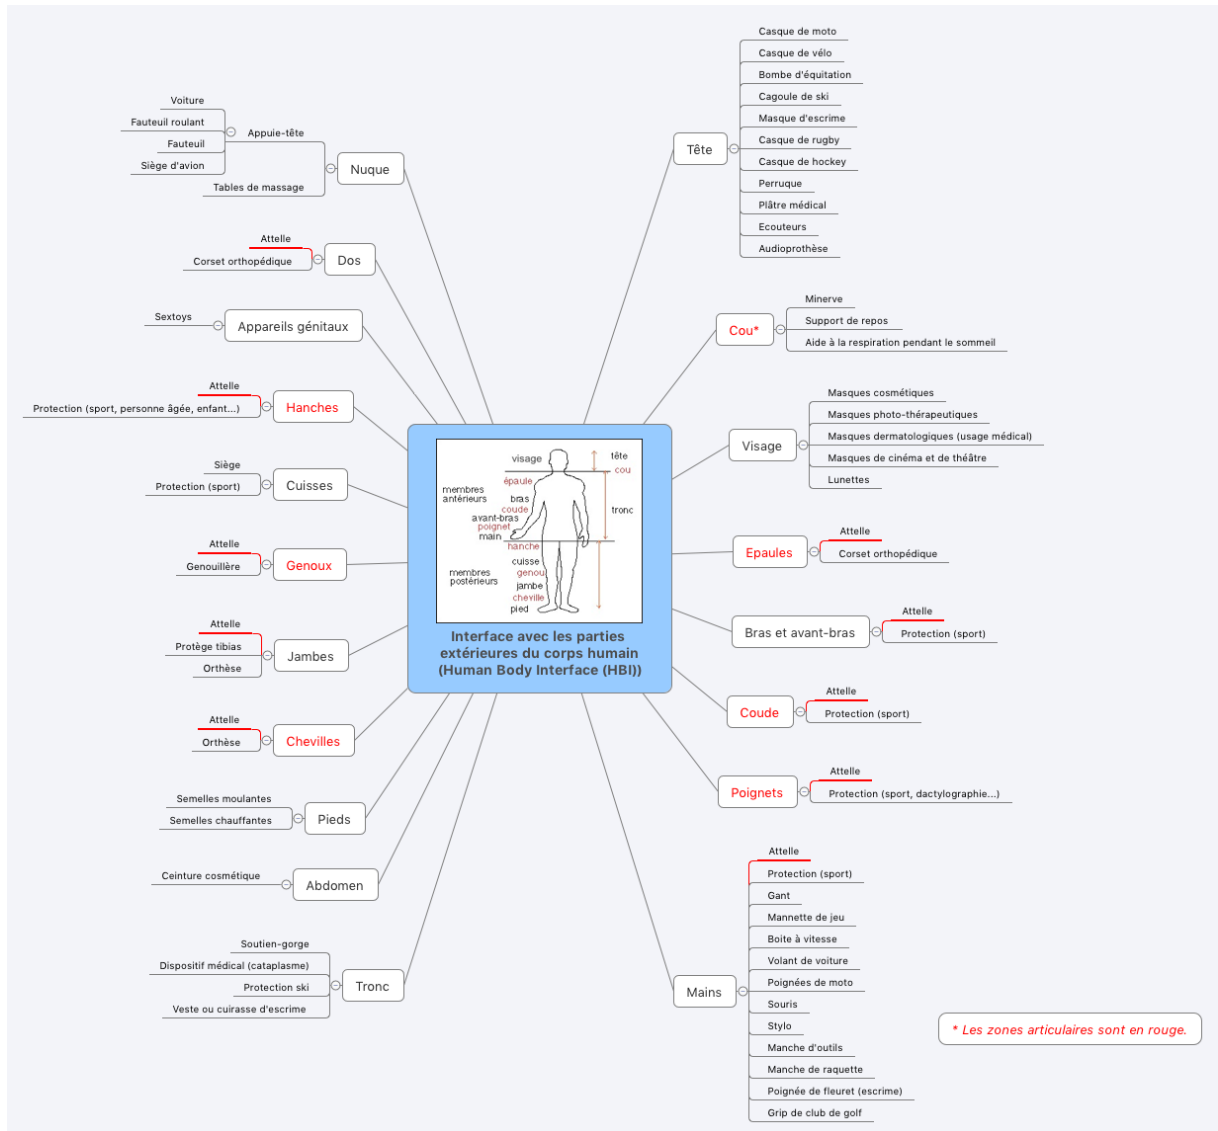 Nuque
Appuie-tête
Voiture
Fauteuil roulant
Fauteuil
Siège d'avion
Tables de massage
Dos
Attelle
Corset orthopédique
Appareils génitaux
Sextoys
Hanches
Attelle
Protection (sport, personne âgée, enfant...)
Cuisses
Siège
Protection (sport)
Genoux
Attelle
Genouillère
Jambes
Attelle
Protège tibias
Orthèse
Chevilles
Attelle
Orthèse
Pieds
Semelles moulantes
Semelles chauffantes
Abdomen
Ceinture cosmétique
Tronc
Soutien-gorge
Dispositif médical (cataplasme)
Protection ski
Veste ou cuirasse d'escrime
visage
tête
cou
épaule
membres
antérieurs
bras
coude
avant-bras
poignet
main
tronc
hanche
cuisse
genou
membres
postérieurs
jambe
cheville
pied
Interface avec les parties
extérieures du corps humain
(Human Body Interface (HBI))
Tête
Casque de moto
Casque de vélo
Bombe d'équitation
Cagoule de ski
Masque d'escrime
Casque de rugby
Casque de hockey
Perruque
Plâtre médical
Ecouteurs
Audioprothèse
Cou*
Minerve
Support de repos
Aide à la respiration pendant le sommeil
Visage
Masques cosmétiques
Masques photo-thérapeutiques
Masques dermatologiques (usage médical)
Masques de cinéma et de théâtre
Lunettes
Epaules
Attelle
Corset orthopédique
Bras et avant-bras
Attelle
Protection (sport)
Coude
Attelle
Protection (sport)
Poignets
Attelle
Protection (sport, dactylographie...)
Mains
Attelle
Protection (sport)
Gant
Mannette de jeu
Boite à vitesse
Volant de voiture
Poignées de moto
Souris
Stylo
Manche d'outils
Manche de raquette
Poignée de fleuret (escrime)
Grip de club de golf
* Les zones articulaires sont en rouge.